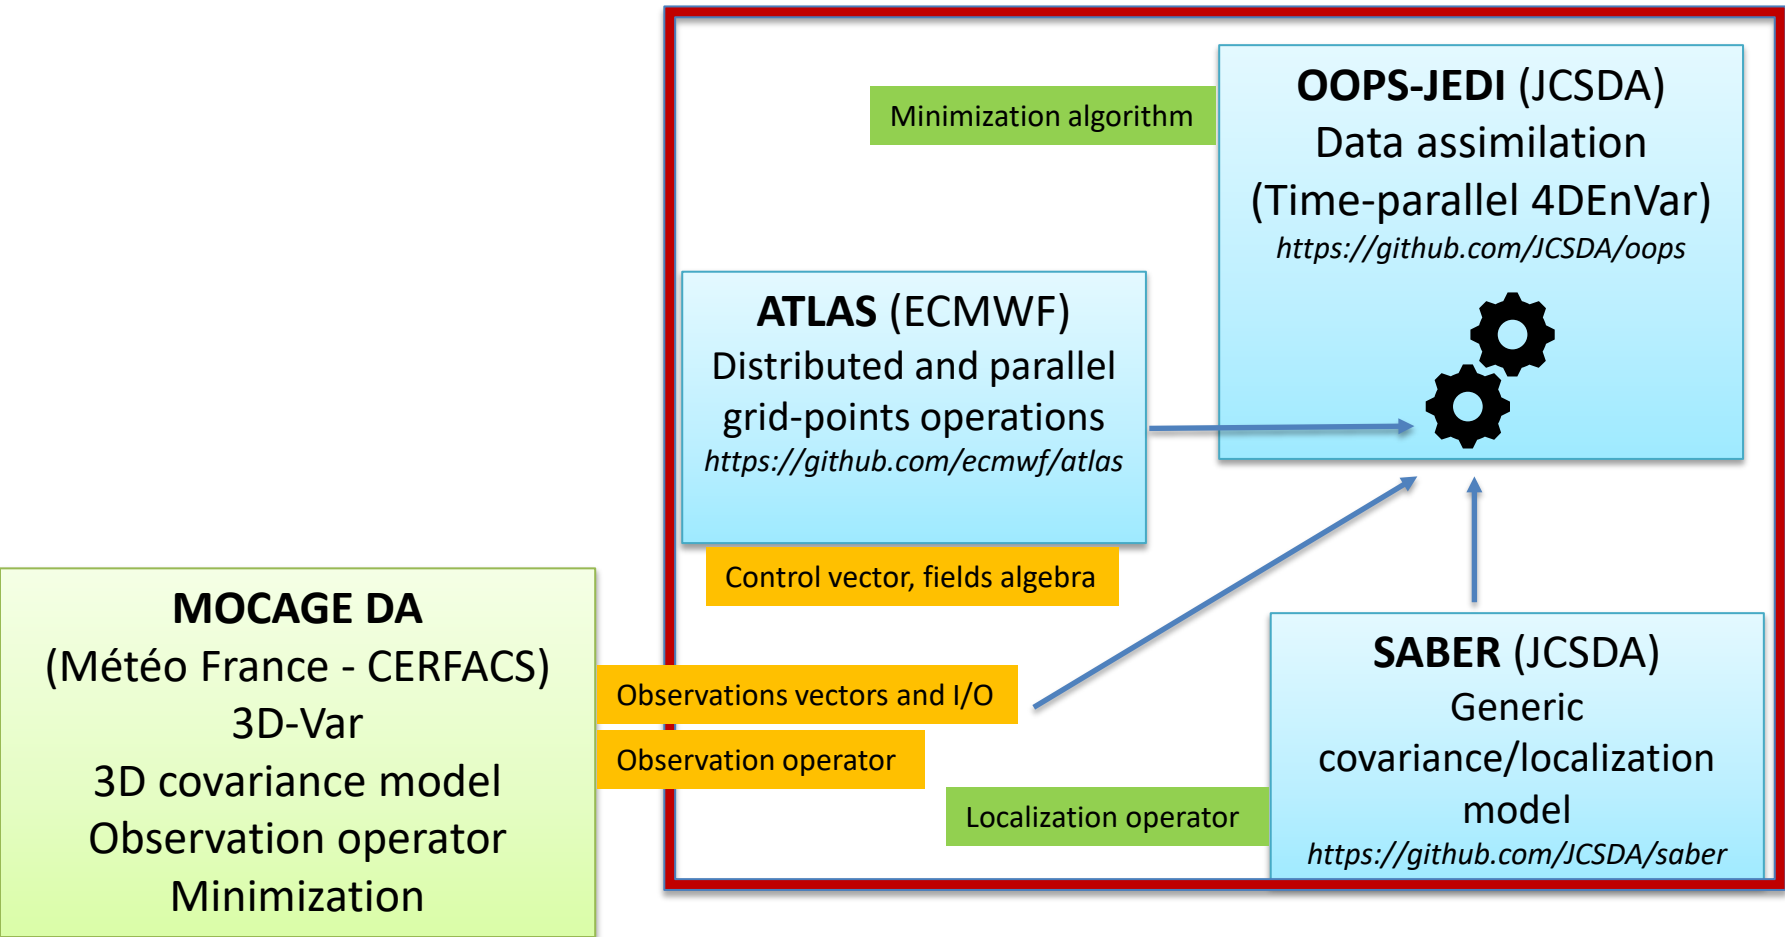 OOPS-JEDI (JCSDA)
Data assimilation
(Time-parallel 4DEnVar)
https://github.com/JCSDA/oops
Minimization algorithm
ATLAS (ECMWF)
Distributed and parallel
grid-points operations
https://github.com/ecmwf/atlas
Control vector, fields algebra
MOCAGE DA
(Météo France - CERFACS)
3D-Var
3D covariance model
Observation operator
Minimization
Observations vectors and I/O
Observation operator
Localization operator
SABER (JCSDA)
Generic
covariance/localization
model
https://github.com/JCSDA/saber